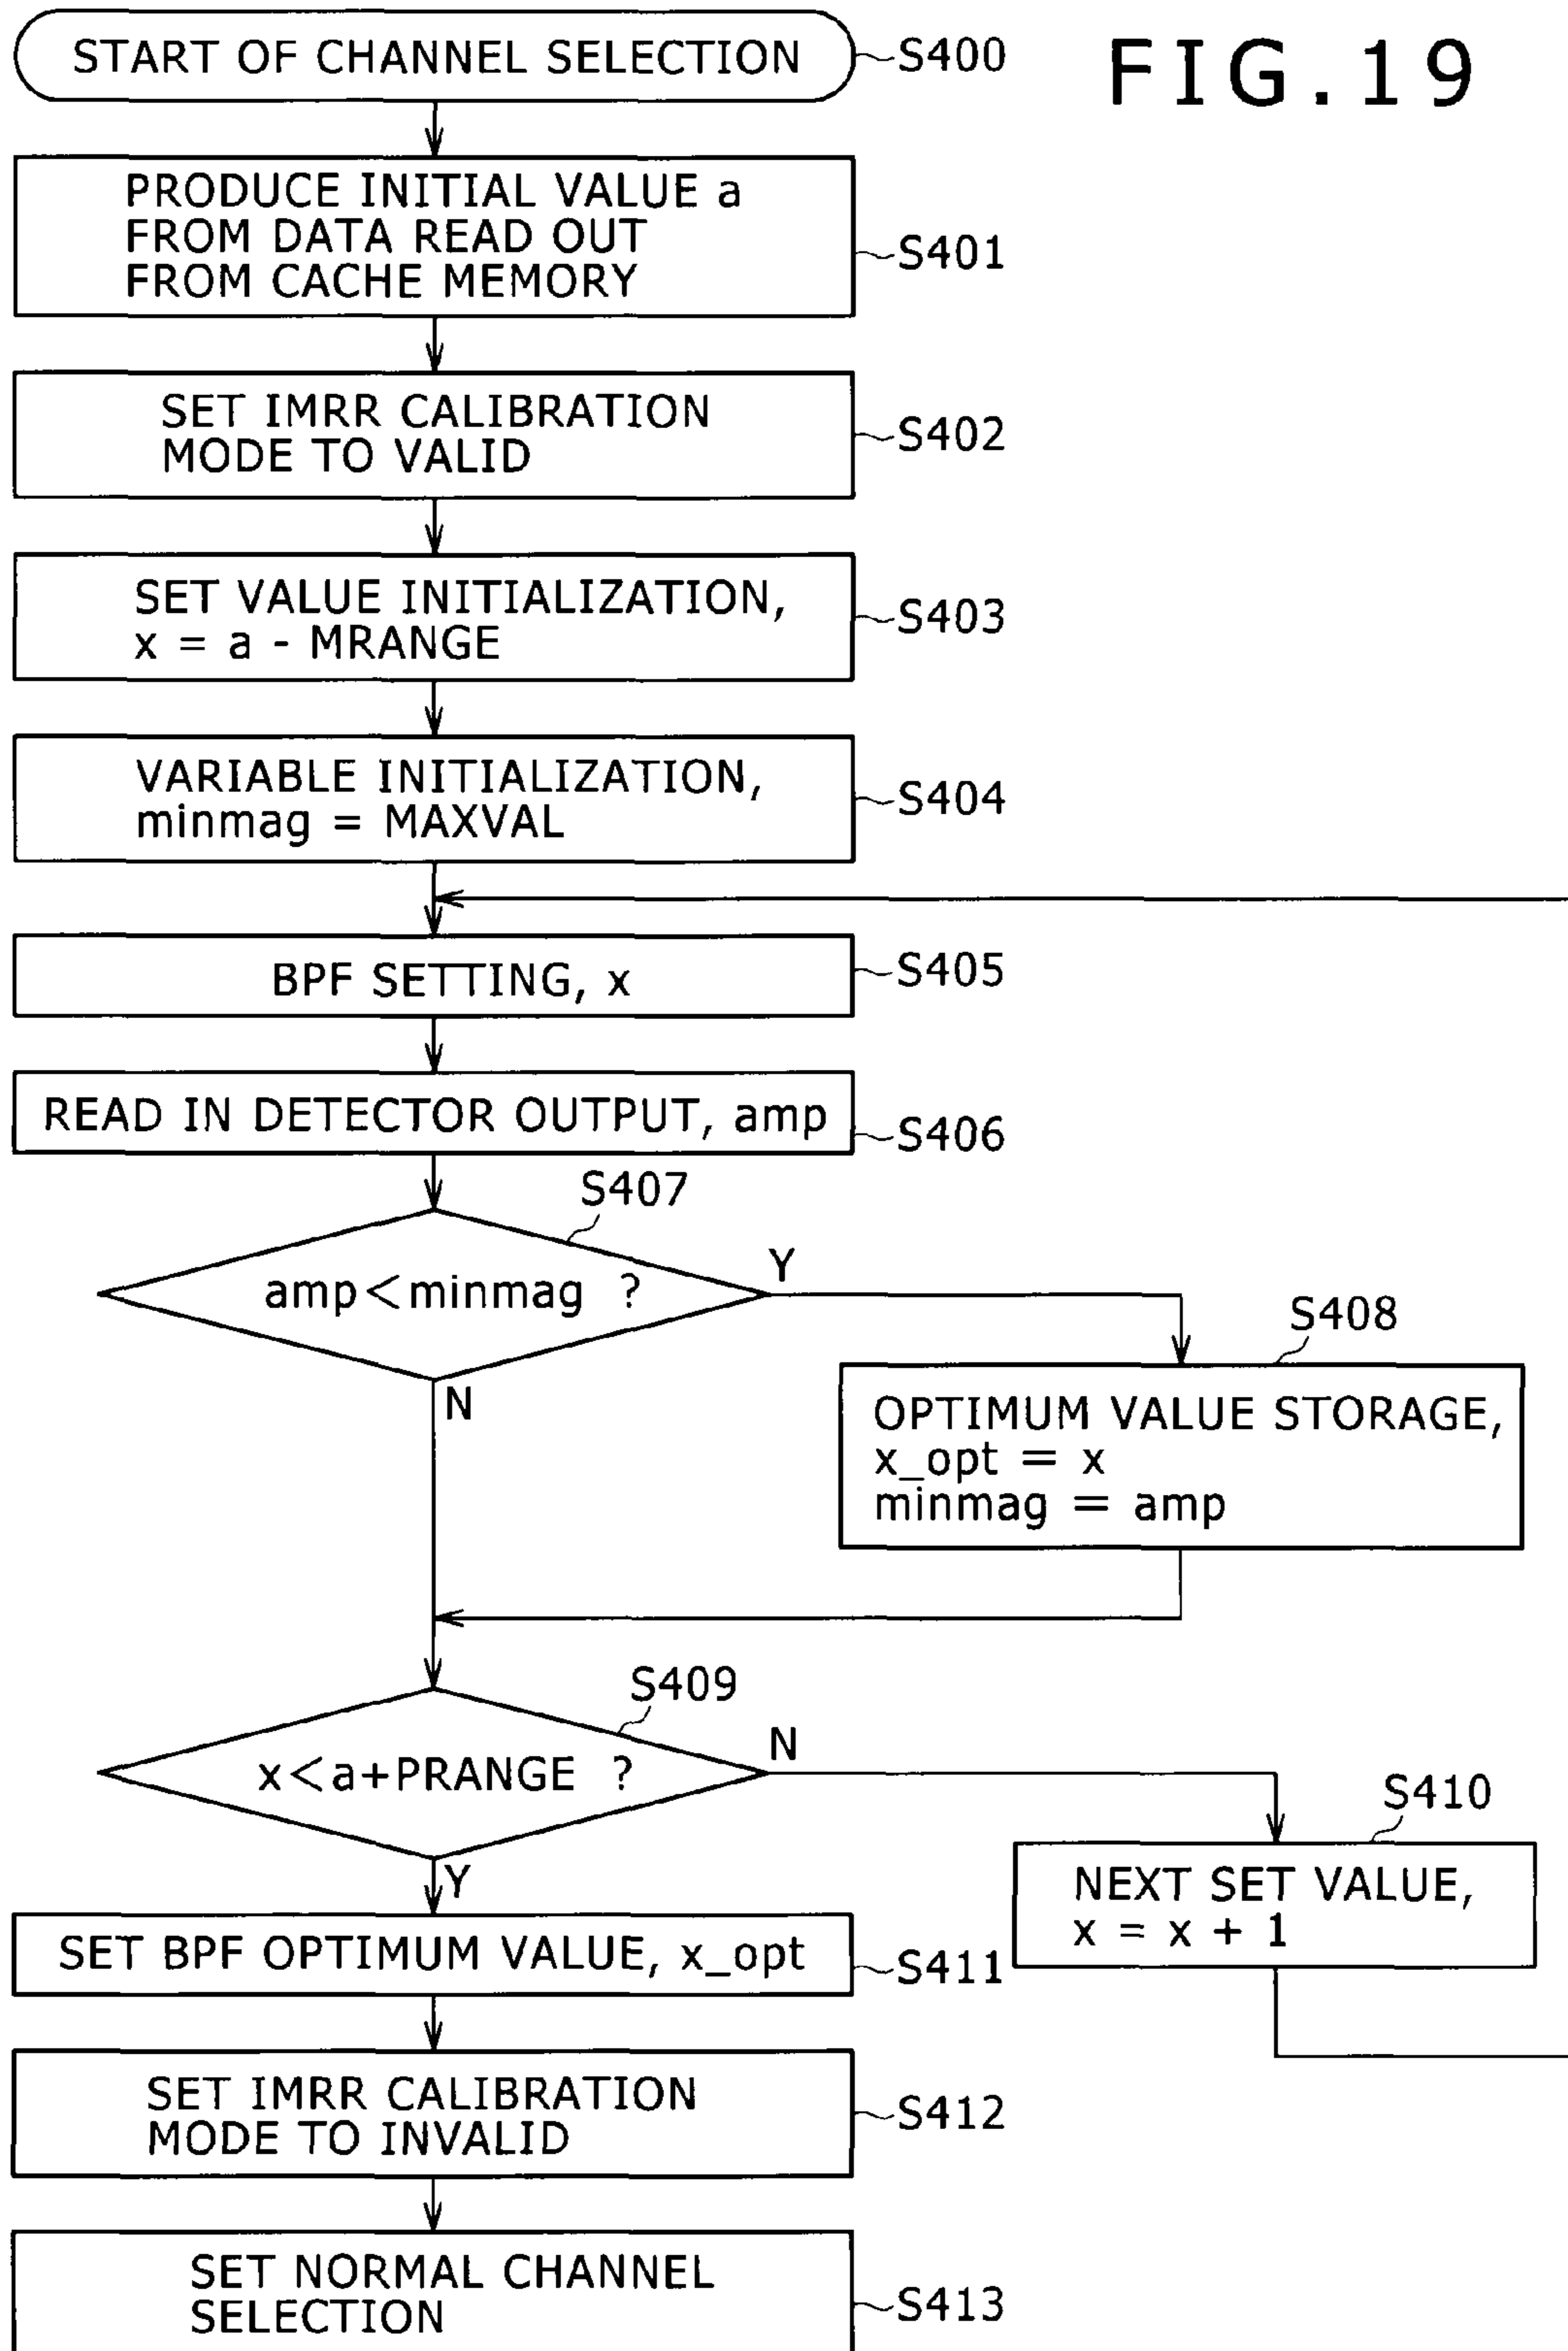 FIG.19
START OF CHANNEL SELECTION
S400
PRODUCE INITIAL VALUE a
FROM DATA READ OUT
FROM CACHE MEMORY
S401
SET IMRR CALIBRATION
MODE TO VALID
S402
SET VALUE INITIALIZATION,
x = a - MRANGE
S403
VARIABLE INITIALIZATION,
minmag = MAXVAL
S404
BPF SETTING, x
S405
READ IN DETECTOR OUTPUT, amp
S406
S407
amp<minmag ?
Y
N
S408
OPTIMUM VALUE STORAGE,
x_opt = x
minmag = amp
S409
x<a+PRANGE ?
N
Y
S410
NEXT SET VALUE,
x = x + 1
SET BPF OPTIMUM VALUE, x_opt
S411
SET IMRR CALIBRATION
MODE TO INVALID
S412
SET NORMAL CHANNEL
SELECTION
S413